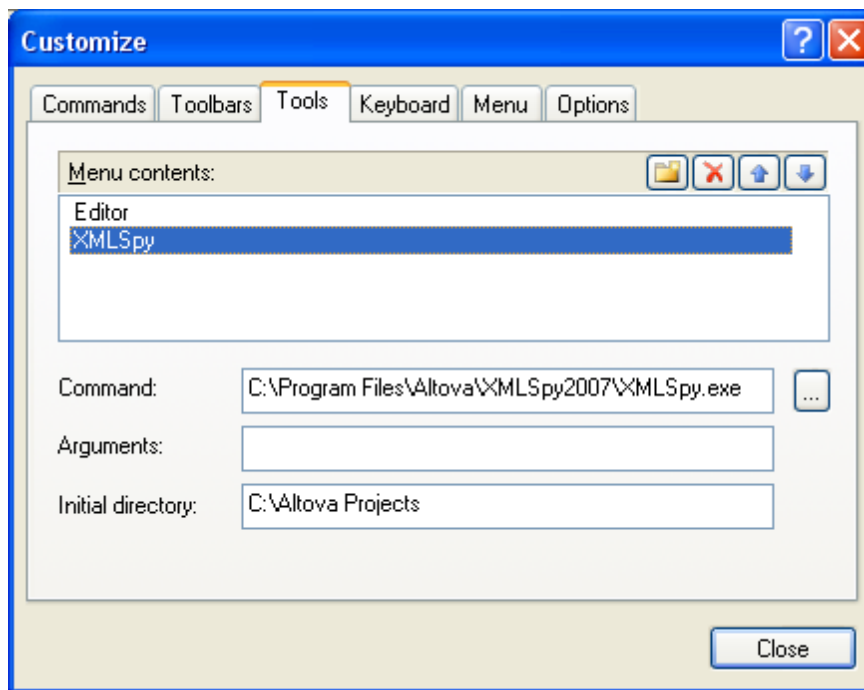 Customize
Commands Toolbars Tools Keyboard Menu Options
Menu contents:
Editor
XMLSpy
Command: C:\Program Files\Altova\XMLSpy2007\XMLSpy.exe ...
Arguments:
Initial directory: C:\Altova Projects
Close